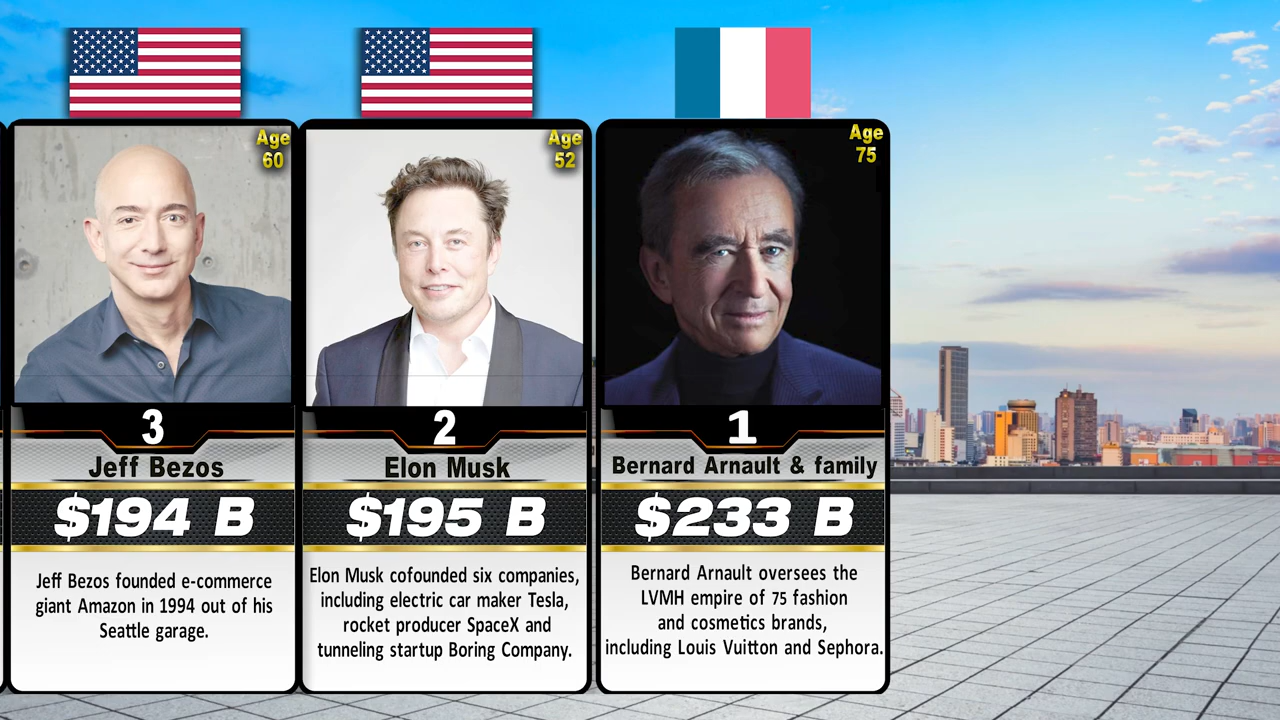 Age
60
3
Jeff Bezos
$194 B
Jeff Bezos founded e-commerce
giant Amazon in 1994 out of his
Seattle garage.
Age
52
2
Elon Musk
$195 B
Elon Musk cofounded six companies,
including electric car maker Tesla,
rocket producer SpaceX and
tunneling startup Boring Company.
Age
75
1
Bernard Arnault & family
$233 B
Bernard Arnault oversees the
LVMH empire of 75 fashion
and cosmetics brands,
including Louis Vuitton and Sephora.